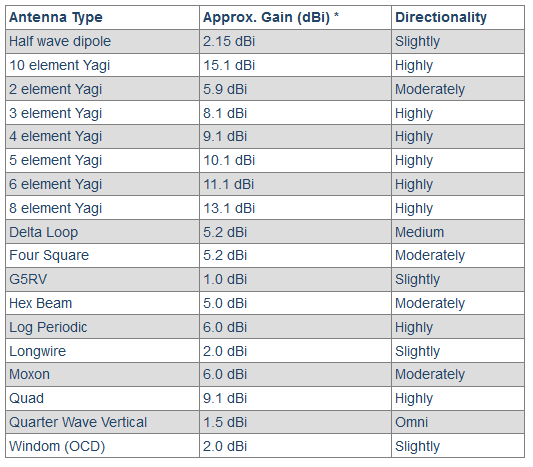 Antenna Type Approx. Gain (dBi) * Directionality
Half wave dipole 2.15 dBi Slightly
10 element Yagi 15.1 dBi Highly
2 element Yagi 5.9 dBi Moderately
3 element Yagi 8.1 dBi Highly
4 element Yagi 9.1 dBi Highly
5 element Yagi 10.1 dBi Highly
6 element Yagi 11.1 dBi Highly
8 element Yagi 13.1 dBi Highly
Delta Loop 5.2 dBi Medium
Four Square 5.2 dBi Moderately
G5RV 1.0 dBi Slightly
Hex Beam 5.0 dBi Moderately
Log Periodic 6.0 dBi Highly
Longwire 2.0 dBi Slightly
Moxon 6.0 dBi Moderately
Quad 9.1 dBi Highly
Quarter Wave Vertical 1.5 dBi Omni
Windom (OCD) 2.0 dBi Slightly